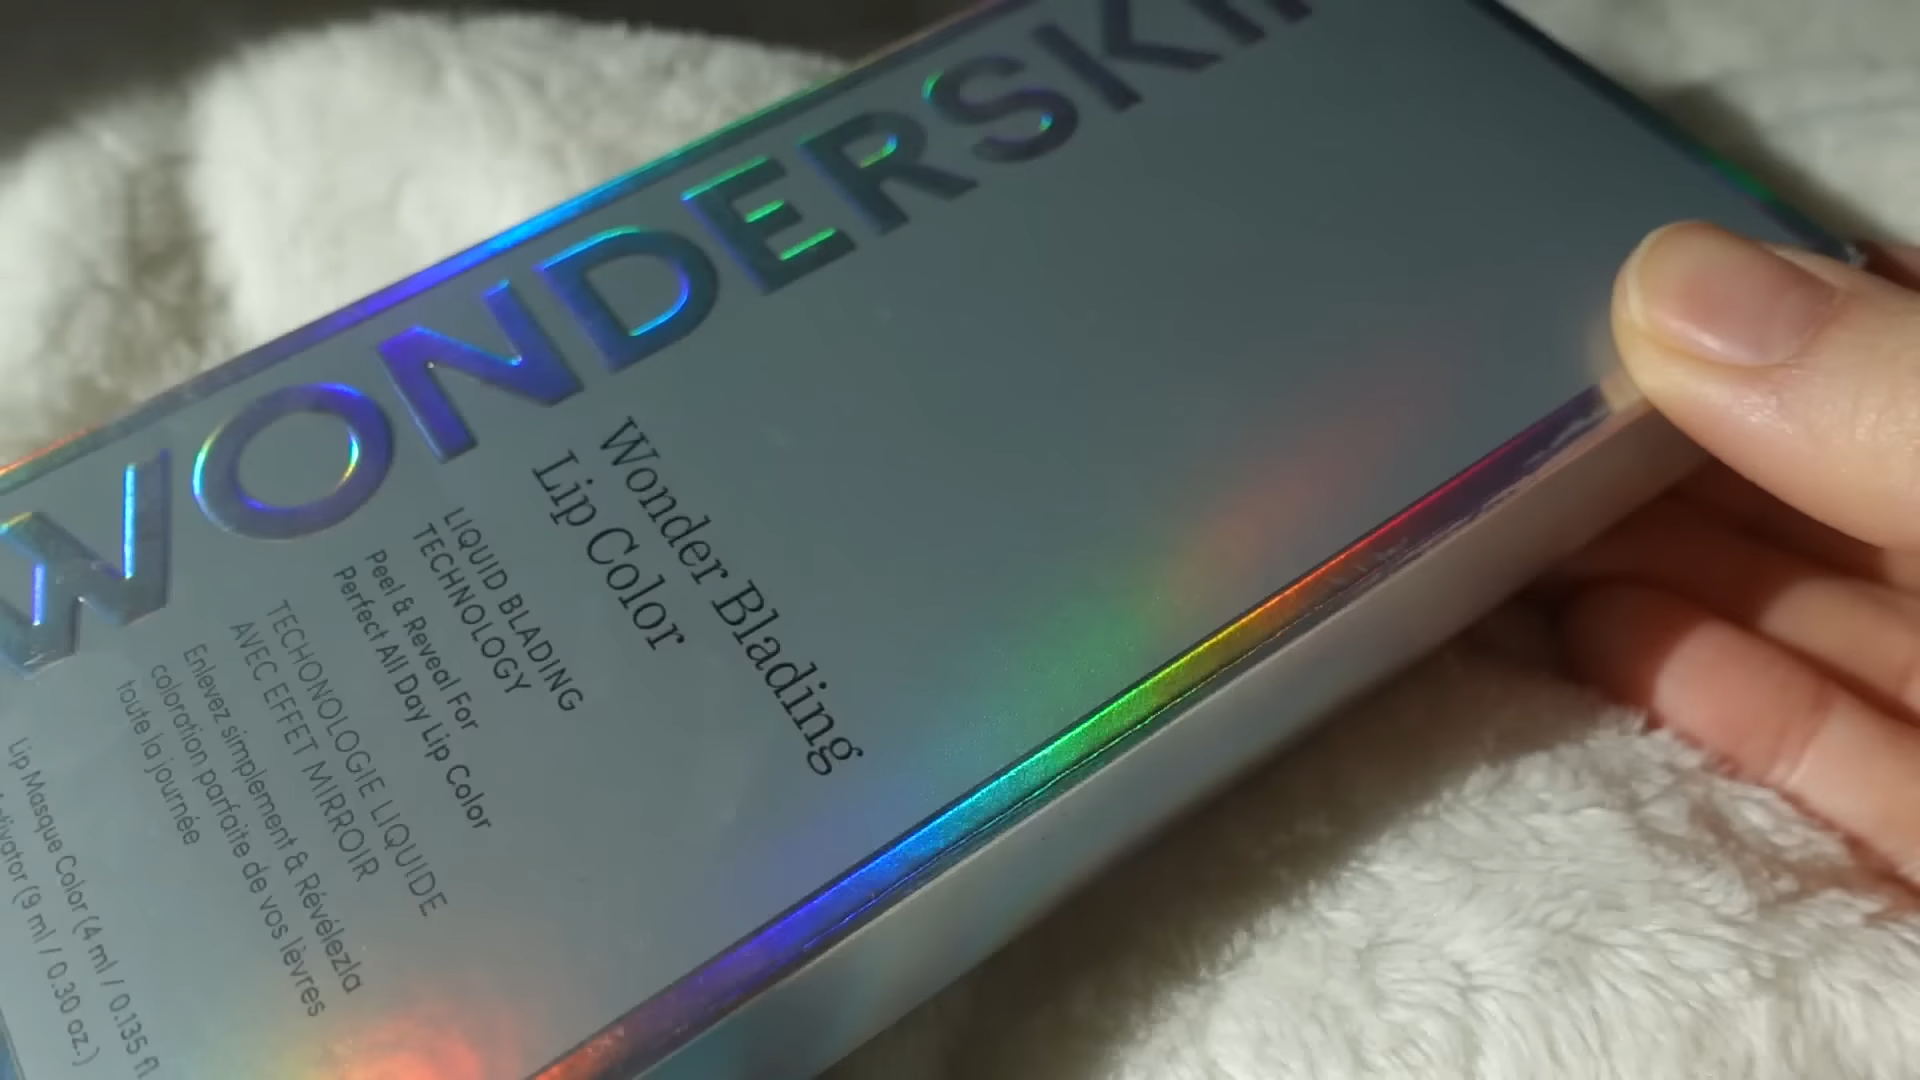 WONDERSKIN
Wonder Blading
Lip Color
LIQUID BLADING
TECHNOLOGY
Peel & Reveal For
Perfect All Day Lip Color
TECHONOLOGIE LIQUIDE
AVEC EFFET MIRROIR
Enlevez simplement & Révélezla
coloration parfaite de vos lèvres
toute la journée
Lip Masque Color (4 ml / 0.135 fl
(9 ml / 0.30 oz.)